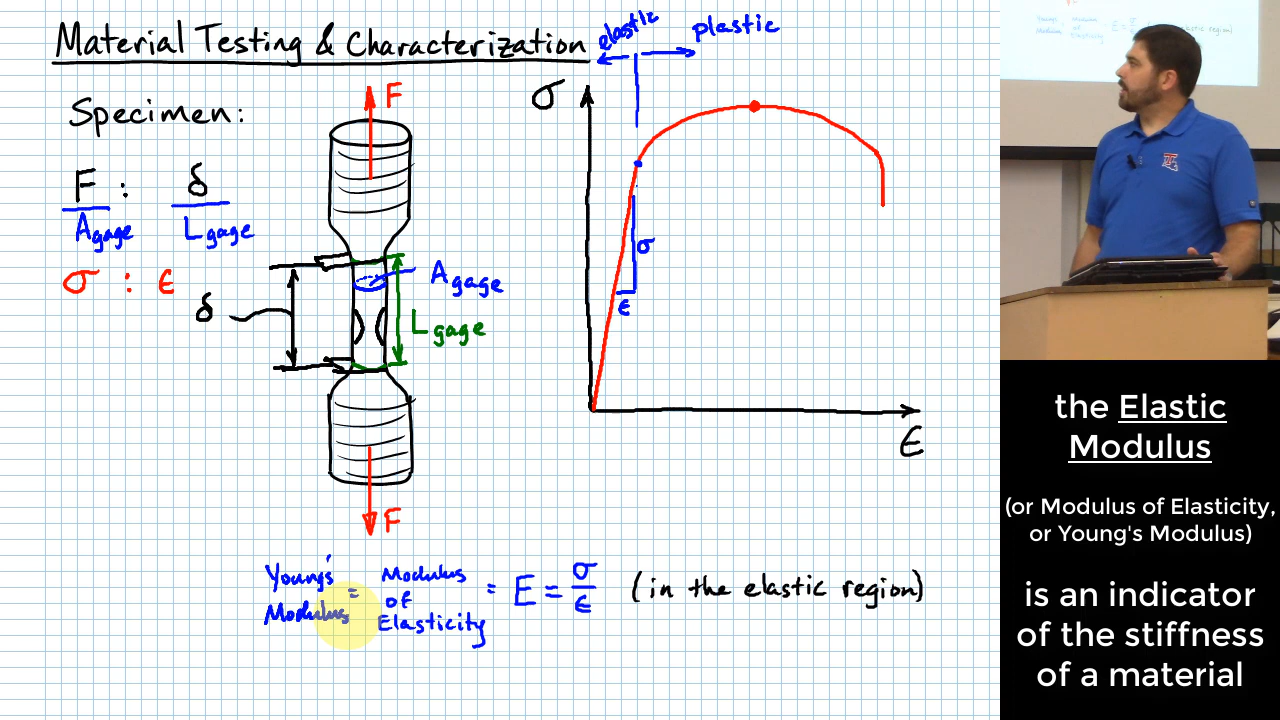 Material Testing & Characterization
elastic plastic
Specimen:
F
σ
F : δ
Agage Lgage
σ : ε
Agage
δ
Lgage
σ
ε
ε
F
Young's Modulus = Modulus of Elasticity = E = σ/ε (in the elastic region)
the Elastic
Modulus
(or Modulus of Elasticity,
or Young's Modulus)
is an indicator
of the stiffness
of a material